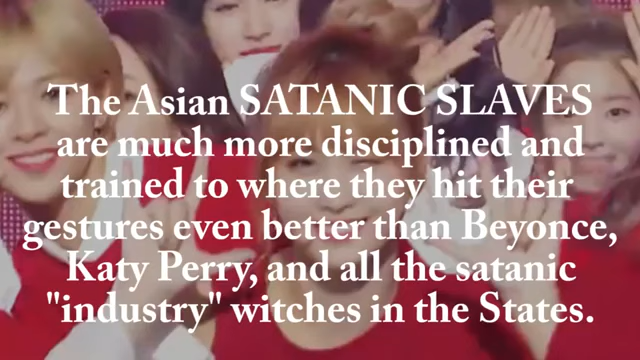 The Asian SATANIC SLAVES
are much more disciplined and
trained to where they hit their
gestures even better than Beyonce,
Katy Perry, and all the satanic
"industry" witches in the States.